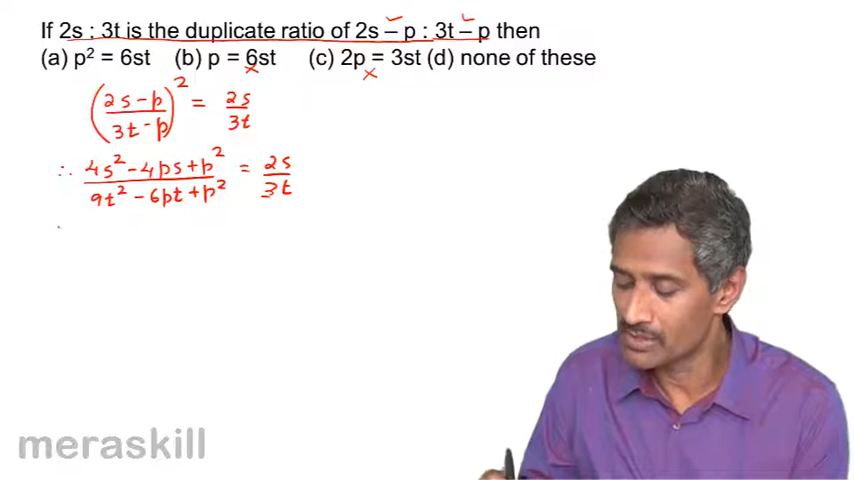 If 2s : 3t is the duplicate ratio of 2s – p : 3t – p then
(a) p² = 6st (b) p = 6st (c) 2p = 3st (d) none of these
(2s-p / 3t-p)² = 2s / 3t
∴ 4s² - 4ps + p² / 9t² - 6pt + p² = 2s / 3t
meraskill